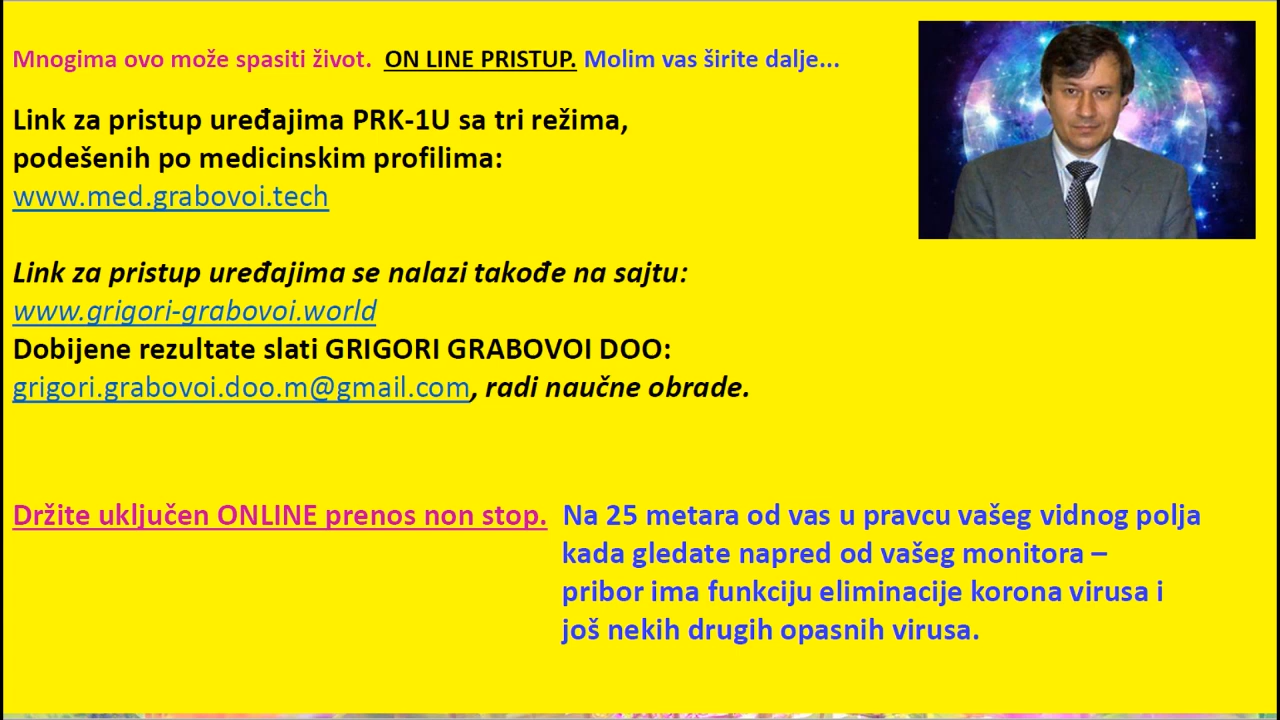 Mnogima ovo može spasiti život. ON LINE PRISTUP. Molim vas širite dalje...
Link za pristup uređajima PRK-1U sa tri režima,
podešenih po medicinskim profilima:
www.med.grabovoi.tech
Link za pristup uređajima se nalazi takođe na sajtu:
www.grigori-grabovoi.world
Dobijene rezultate slati GRIGORI GRABOVOI DOO:
grigori.grabovoi.doo.m@gmail.com, radi naučne obrade.
Držite uključen ONLINE prenos non stop. Na 25 metara od vas u pravcu vašeg vidnog polja
kada gledate napred od vašeg monitora –
pribor ima funkciju eliminacije korona virusa i
još nekih drugih opasnih virusa.